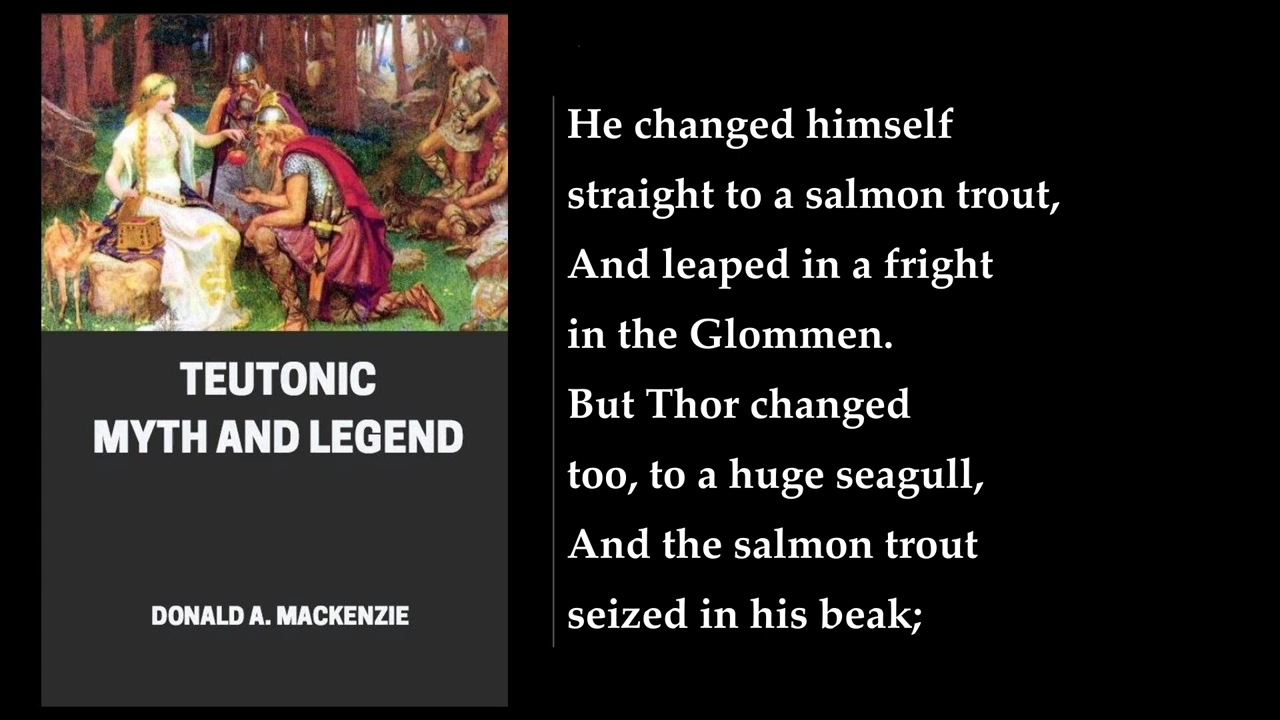 TEUTONIC
MYTH AND LEGEND
DONALD A. MACKENZIE
He changed himself
straight to a salmon trout,
And leaped in a fright
in the Glommen.
But Thor changed
too, to a huge seagull,
And the salmon trout
seized in his beak;